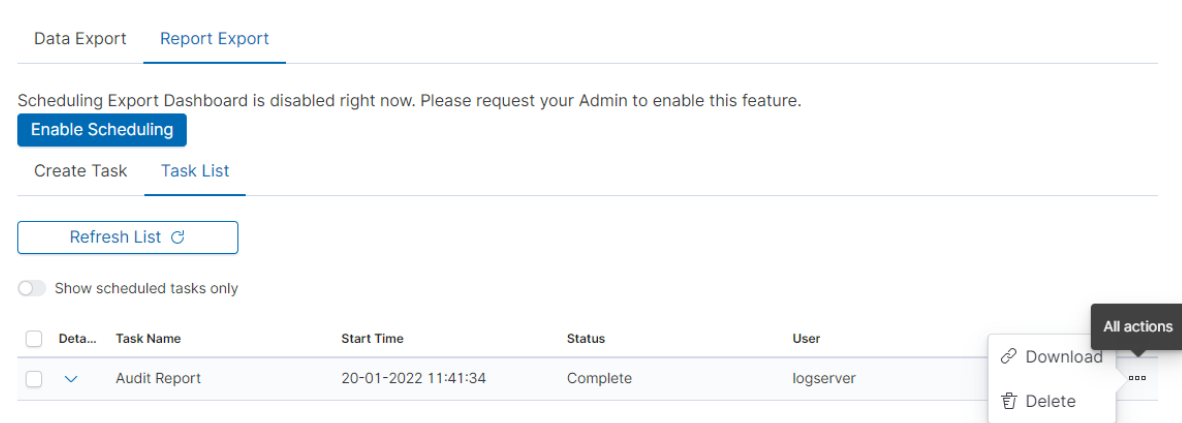 Data Export Report Export
Scheduling Export Dashboard is disabled right now. Please request your Admin to enable this feature.
Enable Scheduling
Create Task Task List
Refresh List
Show scheduled tasks only
All actions
Deta... Task Name Start Time Status User
Download
Audit Report 20-01-2022 11:41:34 Complete logserver
Delete